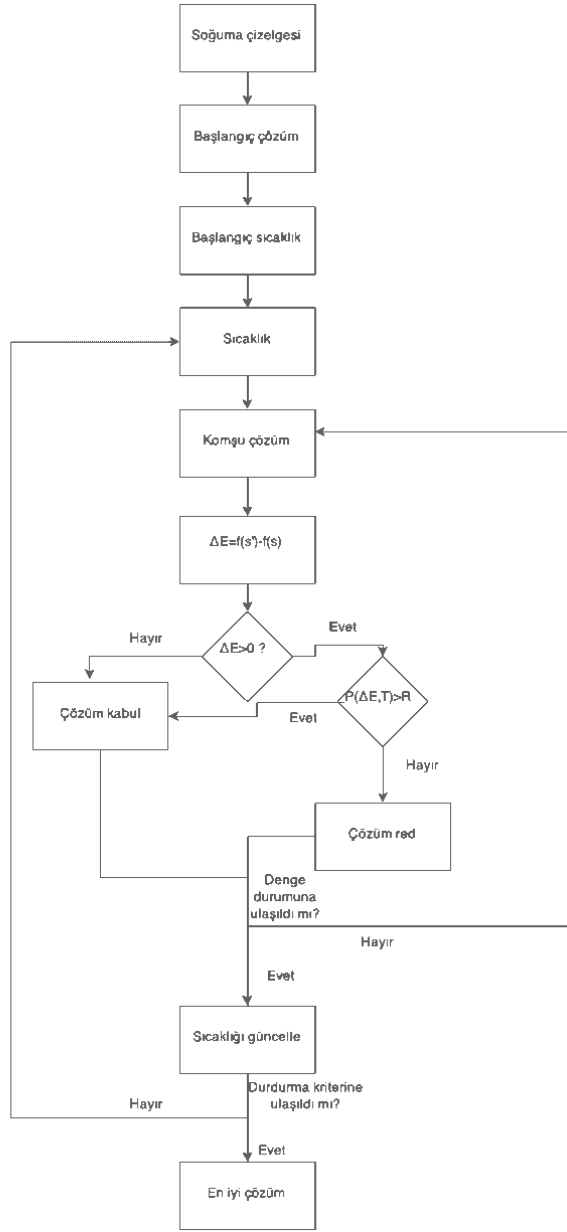 Soğuma çizelgesi
Başlangıç çözüm
Başlangıç sıcaklık
Sıcaklık
Komşu çözüm
ΔE=f(s')-f(s)
ΔE>0 ?
Hayır
Evet
P(ΔE,T)>R
Çözüm kabul
Evet
Hayır
Çözüm red
Denge
durumuna
ulaşıldı mı?
Hayır
Evet
Sıcaklığı güncelle
Durdurma kriterine
ulaşıldı mı?
Hayır
Evet
En iyi çözüm